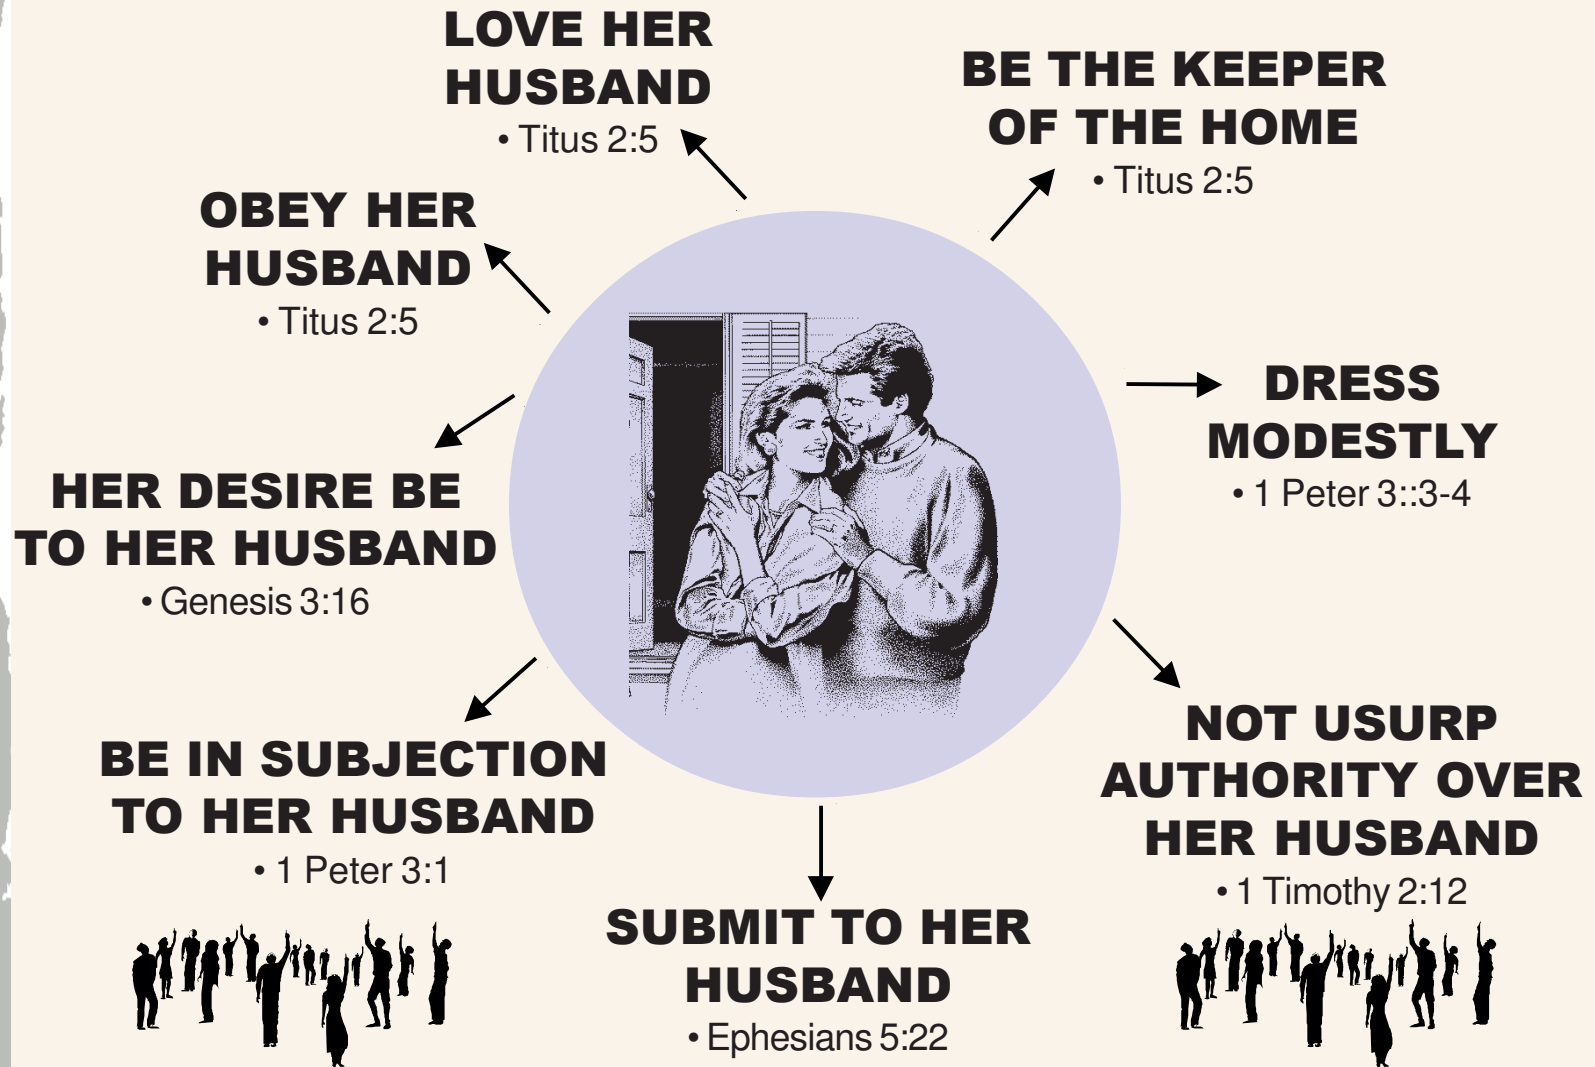 LOVE HER
HUSBAND
• Titus 2:5
BE THE KEEPER
OF THE HOME
• Titus 2:5
OBEY HER
HUSBAND
• Titus 2:5
DRESS
MODESTLY
• 1 Peter 3::3-4
HER DESIRE BE
TO HER HUSBAND
• Genesis 3:16
NOT USURP
AUTHORITY OVER
HER HUSBAND
• 1 Timothy 2:12
BE IN SUBJECTION
TO HER HUSBAND
• 1 Peter 3:1
SUBMIT TO HER
HUSBAND
• Ephesians 5:22